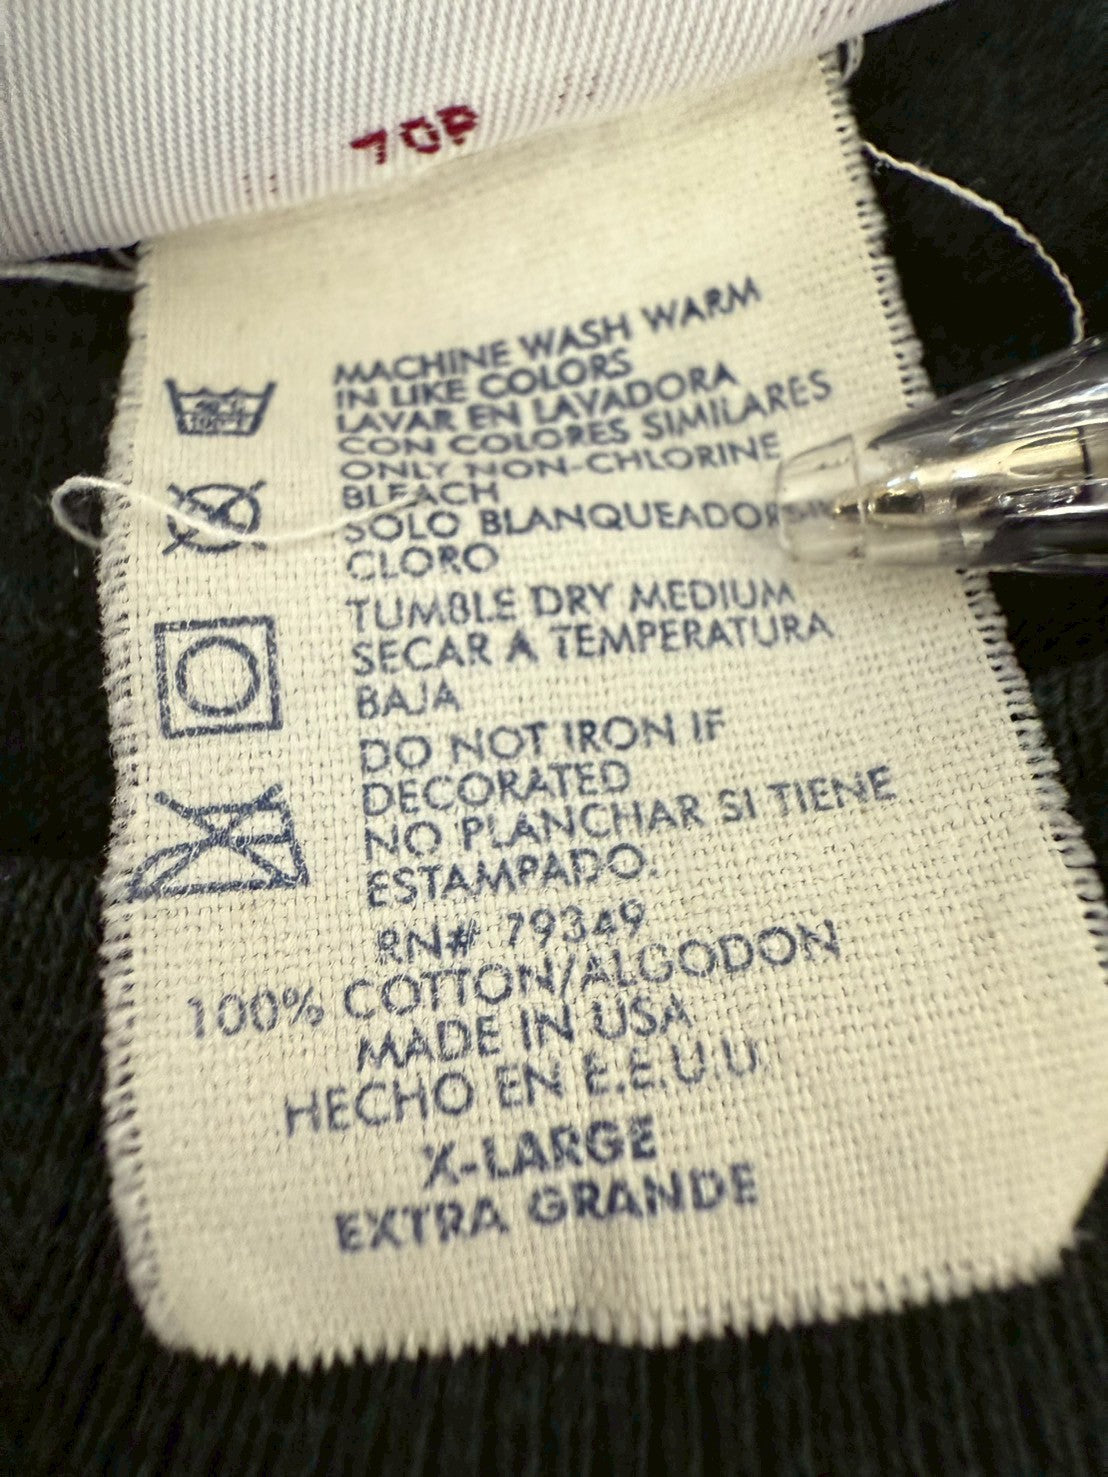 TOP
MACHINE WASH WARM
IN LIKE COLORS
LAVAR EN LAVADORA
CON COLORES SIMILARES
ONLY NON-CHLORINE
BLEACH
SOLO BLANQUEADOR SIN
CLORO
TUMBLE DRY MEDIUM
SECAR A TEMPERATURA
BAJA
DO NOT IRON IF
DECORATED
NO PLANCHAR SI TIENE
ESTAMPADO.
RN# 79349
100% COTTON/ALGODON
MADE IN USA
HECHO EN E.E.U.U.
X-LARGE
EXTRA GRANDE